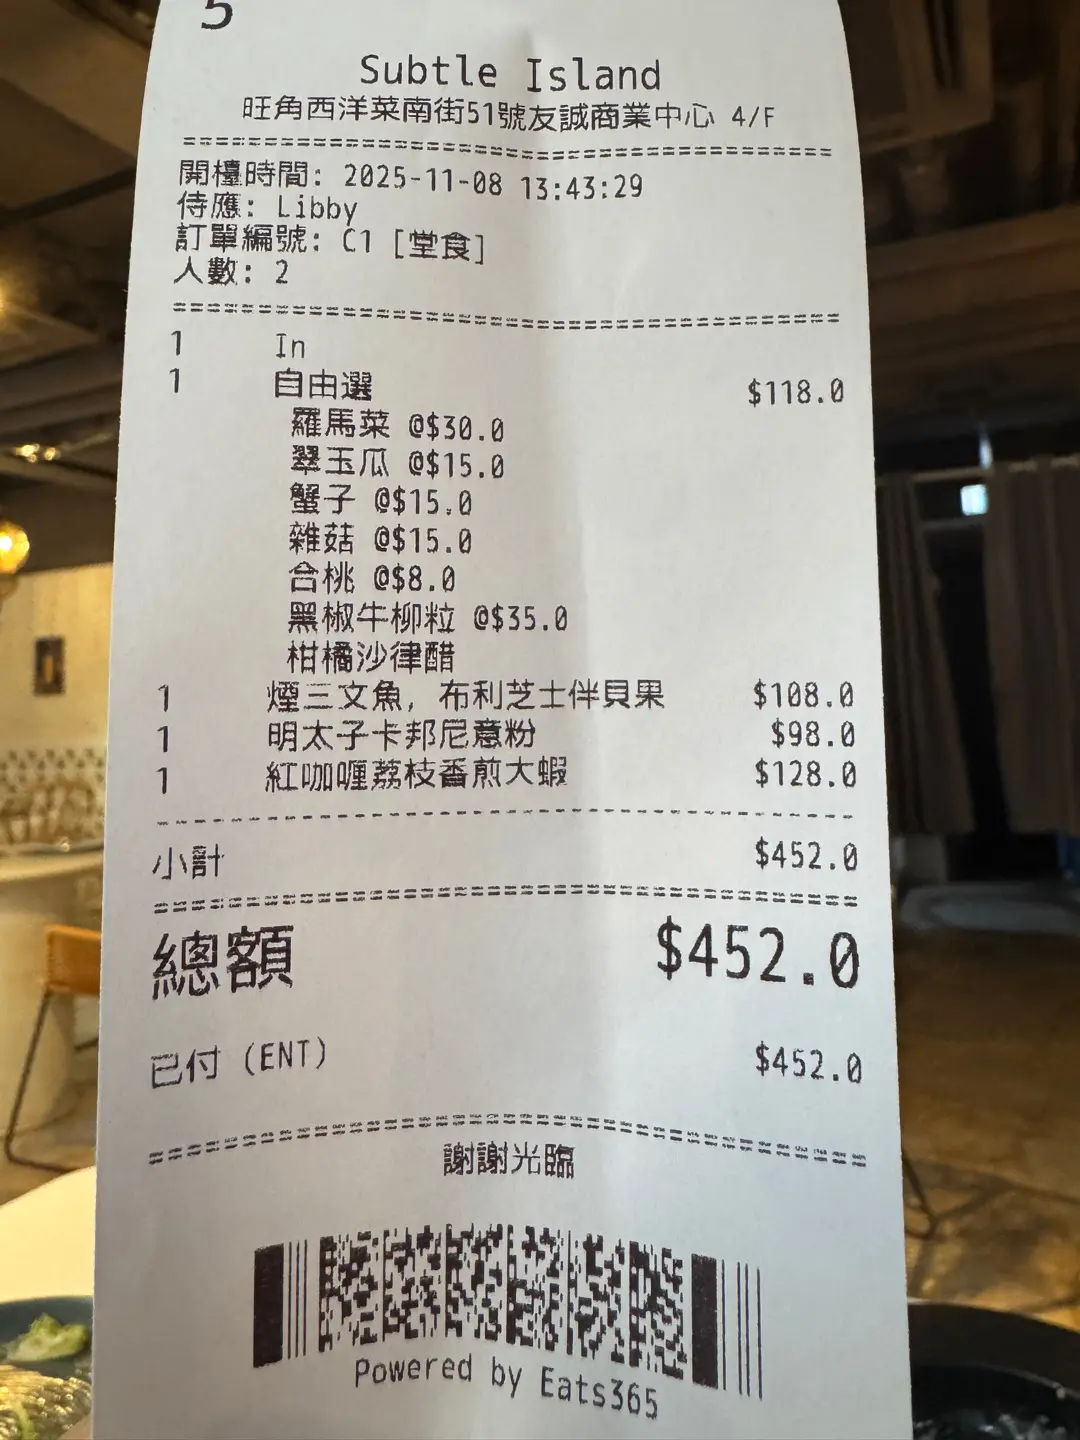 5
Subtle Island
旺角西洋菜南街51號友誠商業中心 4/F
開檯時間: 2025-11-08 13:43:29
侍應: Libby
訂單編號: C1 [堂食]
人數: 2
1 In
1 自由選 $118.0
羅馬菜 @$30.0
翠玉瓜 @$15.0
蟹子 @$15.0
雜菇 @$15.0
合桃 @$8.0
黑椒牛柳粒 @$35.0
柑橘沙律醋
1 煙三文魚, 布利芝士伴貝果 $108.0
1 明太子卡邦尼意粉 $98.0
1 紅咖喱荔枝香煎大蝦 $128.0
小計 $452.0
總額 $452.0
已付 (ENT) $452.0
謝謝光臨
Powered by Eats365